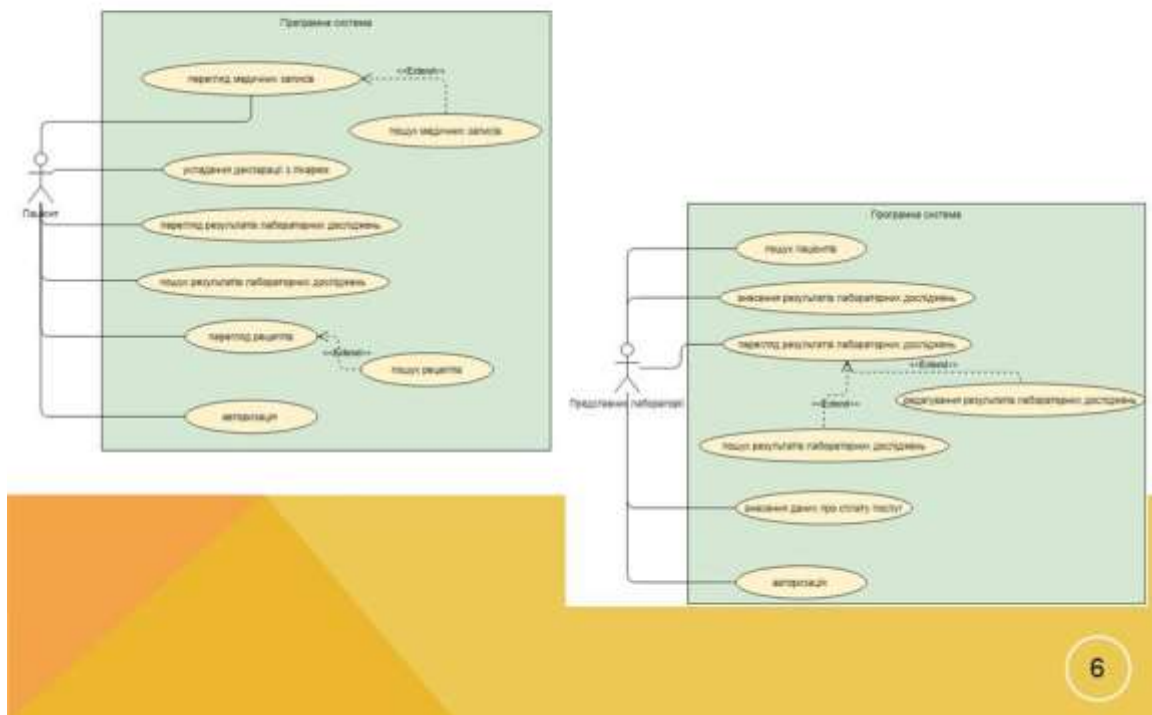 Програмна система
перегляд медичних записів
<<Extend>>
пошук медичних записів
укладання декларації з лікарем
Пацієнт
перегляд результатів лабораторних досліджень
пошук результатів лабораторних досліджень
перегляд рецептів
<<Extend>>
пошук рецептів
авторизація
Програмна система
пошук пацієнтів
внесення результатів лабораторних досліджень
перегляд результатів лабораторних досліджень
<<Extend>>
Представник лабораторії
<<Extend>>
редагування результатів лабораторних досліджень
пошук результатів лабораторних досліджень
внесення даних про сплату послуг
авторизація
6